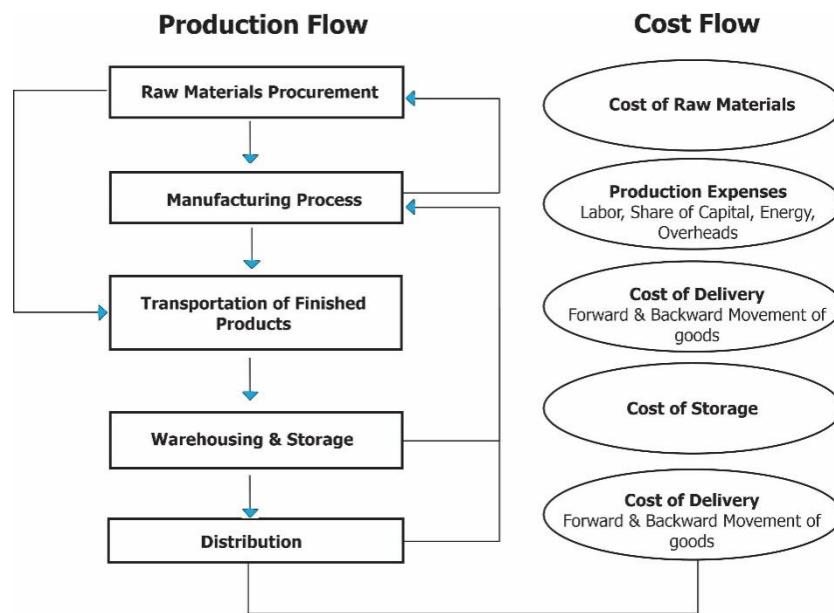 Production Flow
Raw Materials Procurement
Manufacturing Process
Transportation of Finished
Products
Warehousing & Storage
Distribution
Cost Flow
Cost of Raw Materials
Production Expenses
Labor, Share of Capital, Energy,
Overheads
Cost of Delivery
Forward & Backward Movement of
goods
Cost of Storage
Cost of Delivery
Forward & Backward Movement of
goods